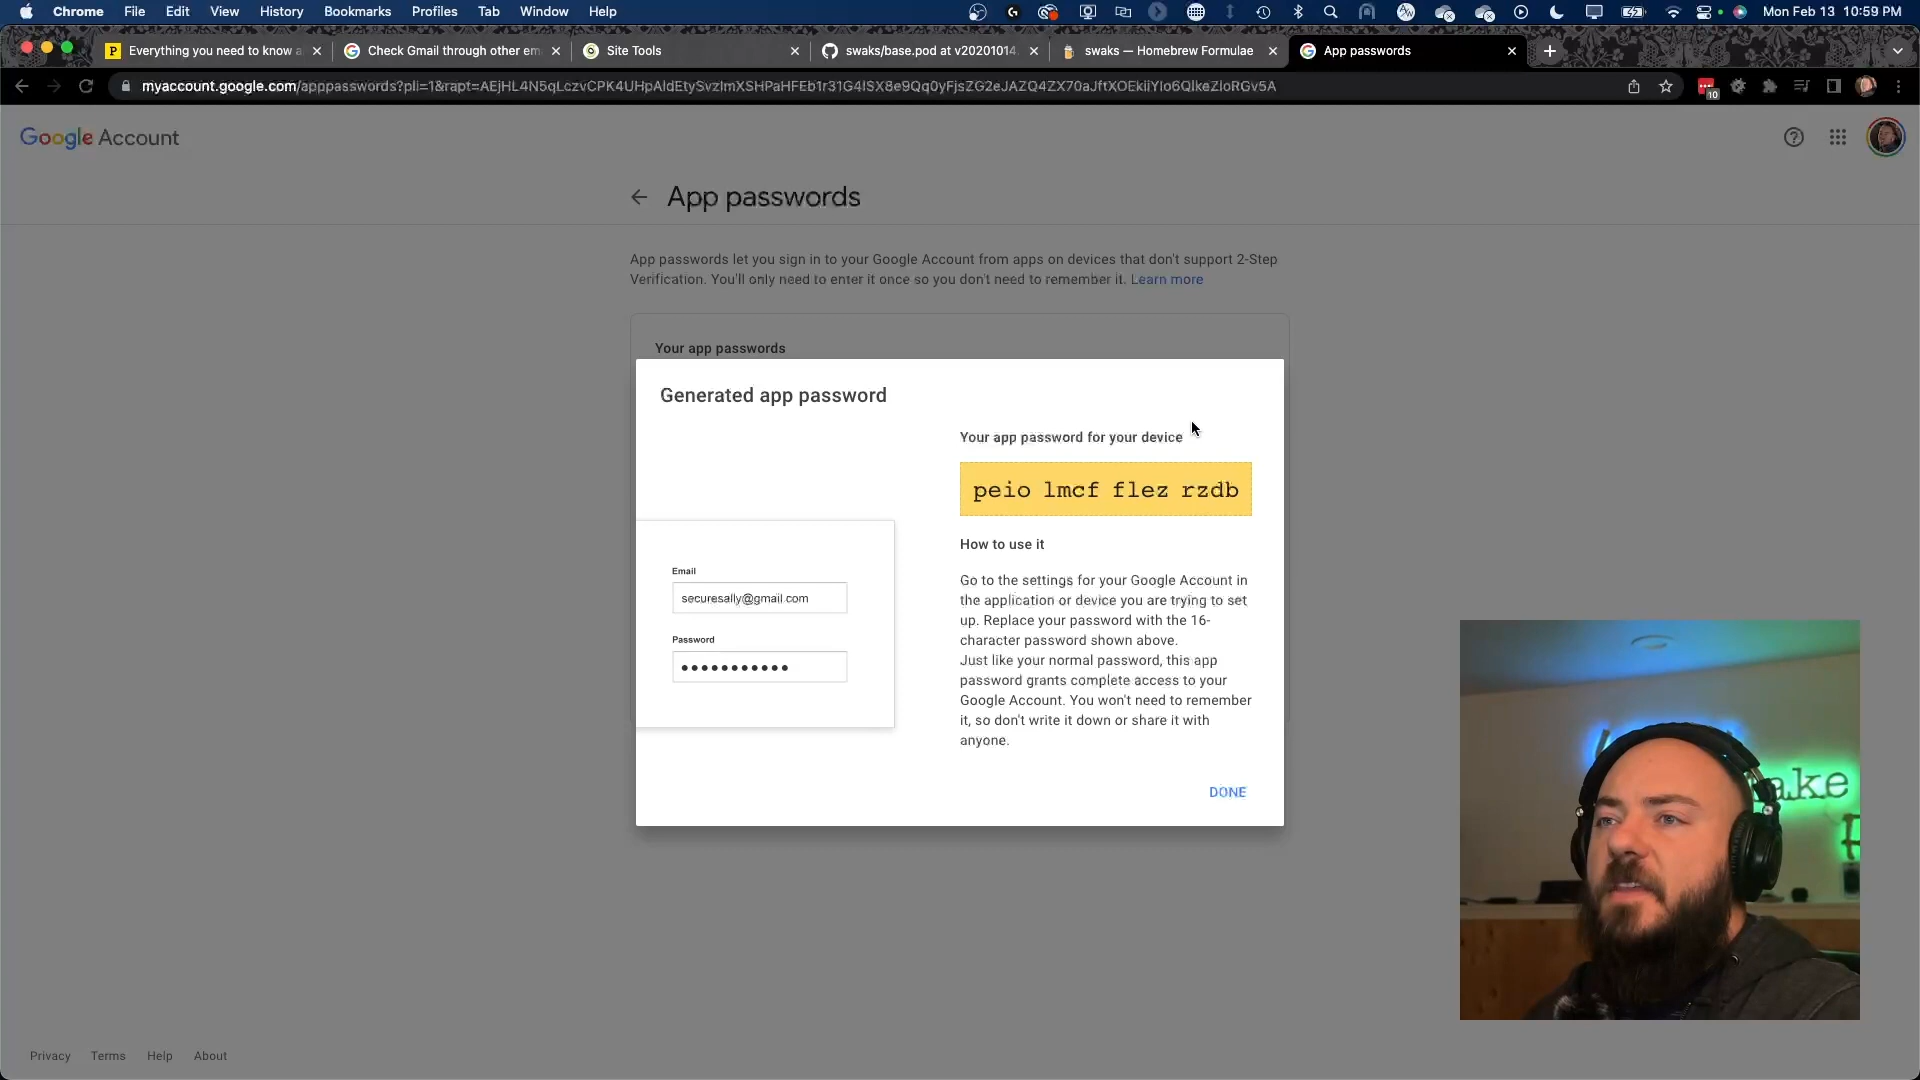 Chrome File Edit View History Bookmarks Profiles Tab Window Help Mon Feb 13 10:59 PM
Everything you need to know a
Check Gmail through other em
Site Tools
swaks/base.pod at v20201014.
swaks — Homebrew Formulae
App passwords
Google Account
App passwords
App passwords let you sign in to your Google Account from apps on devices that don't support 2-Step
Verification. You'll only need to enter it once so you don't need to remember it. Learn more
Your app passwords
Generated app password
Your app password for your device
peio lmcf flez rzdb
How to use it
Go to the settings for your Google Account in
the application or device you are trying to set
up. Replace your password with the 16-
character password shown above.
Just like your normal password, this app
password grants complete access to your
Google Account. You won't need to remember
it, so don't write it down or share it with
anyone.
Email
securesally@gmail.com
Password
DONE
ake
Privacy Terms Help About